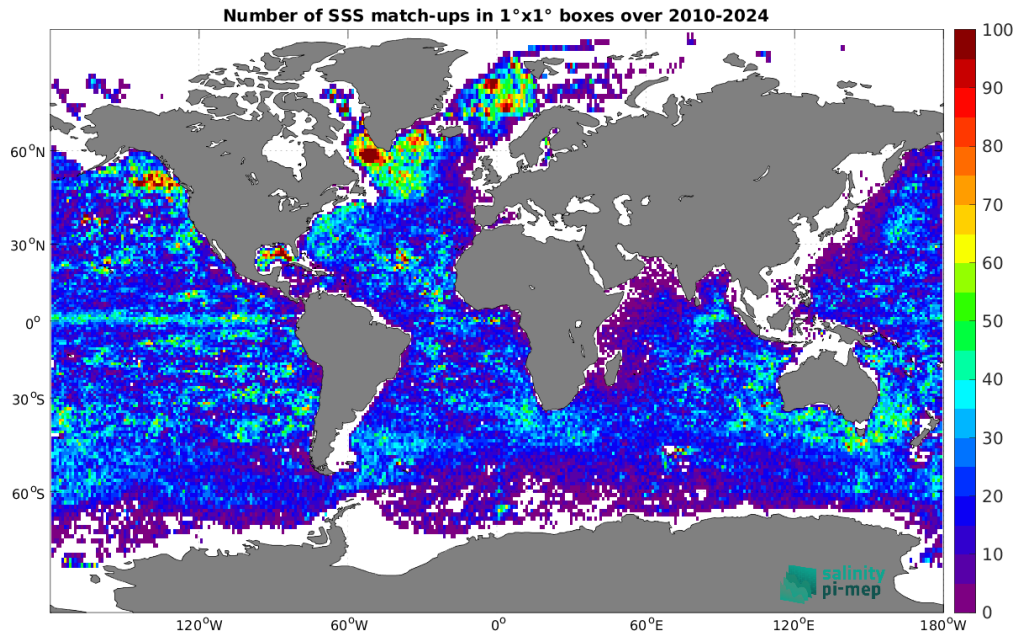 Number of SSS match-ups in 1°x1° boxes over 2010-2024
100
90
80
70
60
50
40
30
20
10
0
60°N
30°N
0°
30°S
60°S
salinity
pi-mep
120°W 60°W 0° 60°E 120°E 180°W